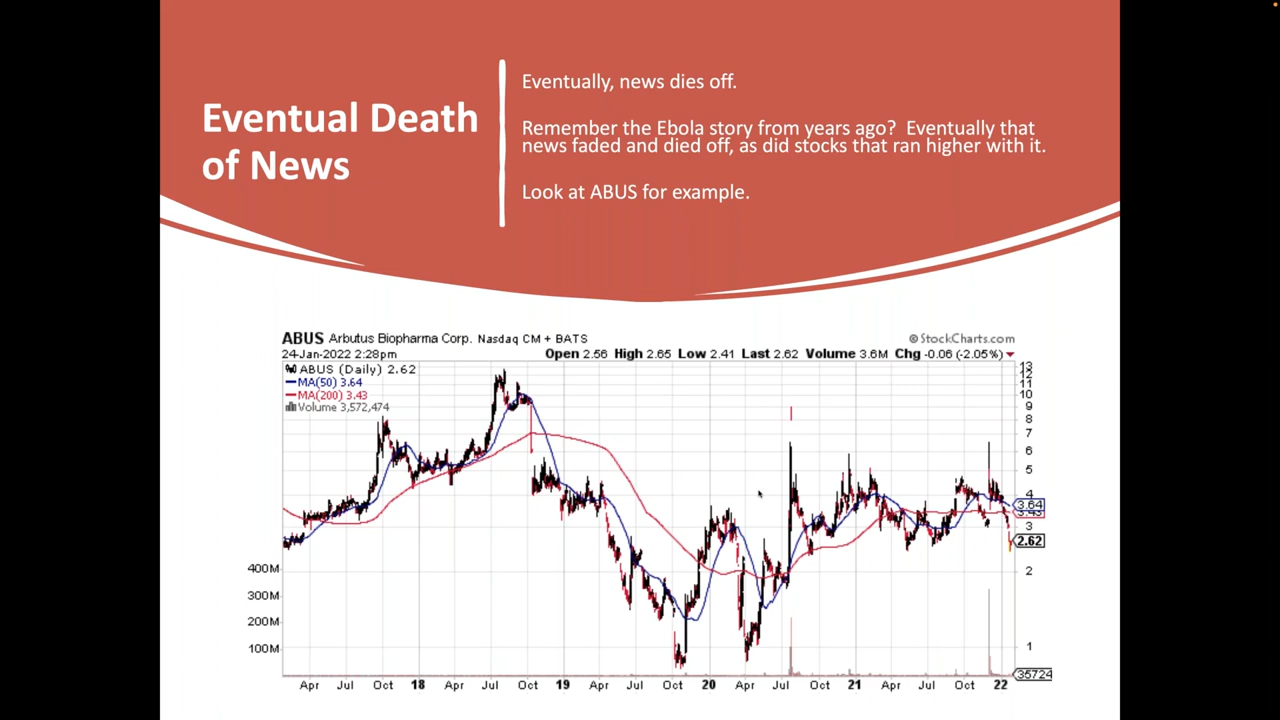 Eventual Death
of News
Eventually, news dies off.
Remember the Ebola story from years ago? Eventually that
news faded and died off, as did stocks that ran higher with it.
Look at ABUS for example.
ABUS Arbutus Biopharma Corp. Nasdaq CM + BATS
© StockCharts.com
24-Jan-2022 2:28pm
Open 2.56 High 2.65 Low 2.41 Last 2.62 Volume 3.6M Chg -0.06 (-2.05%)
ABUS (Daily) 2.62
MA(50) 3.64
MA(200) 3.43
Volume 3,572,474
13
12
11
10
9
8
7
6
5
4
3.64
3.43
3
2.62
2
1
400M
300M
200M
100M
35724
Apr Jul Oct 18 Apr Jul Oct 19 Apr Jul Oct 20 Apr Jul Oct 21 Apr Jul Oct 22